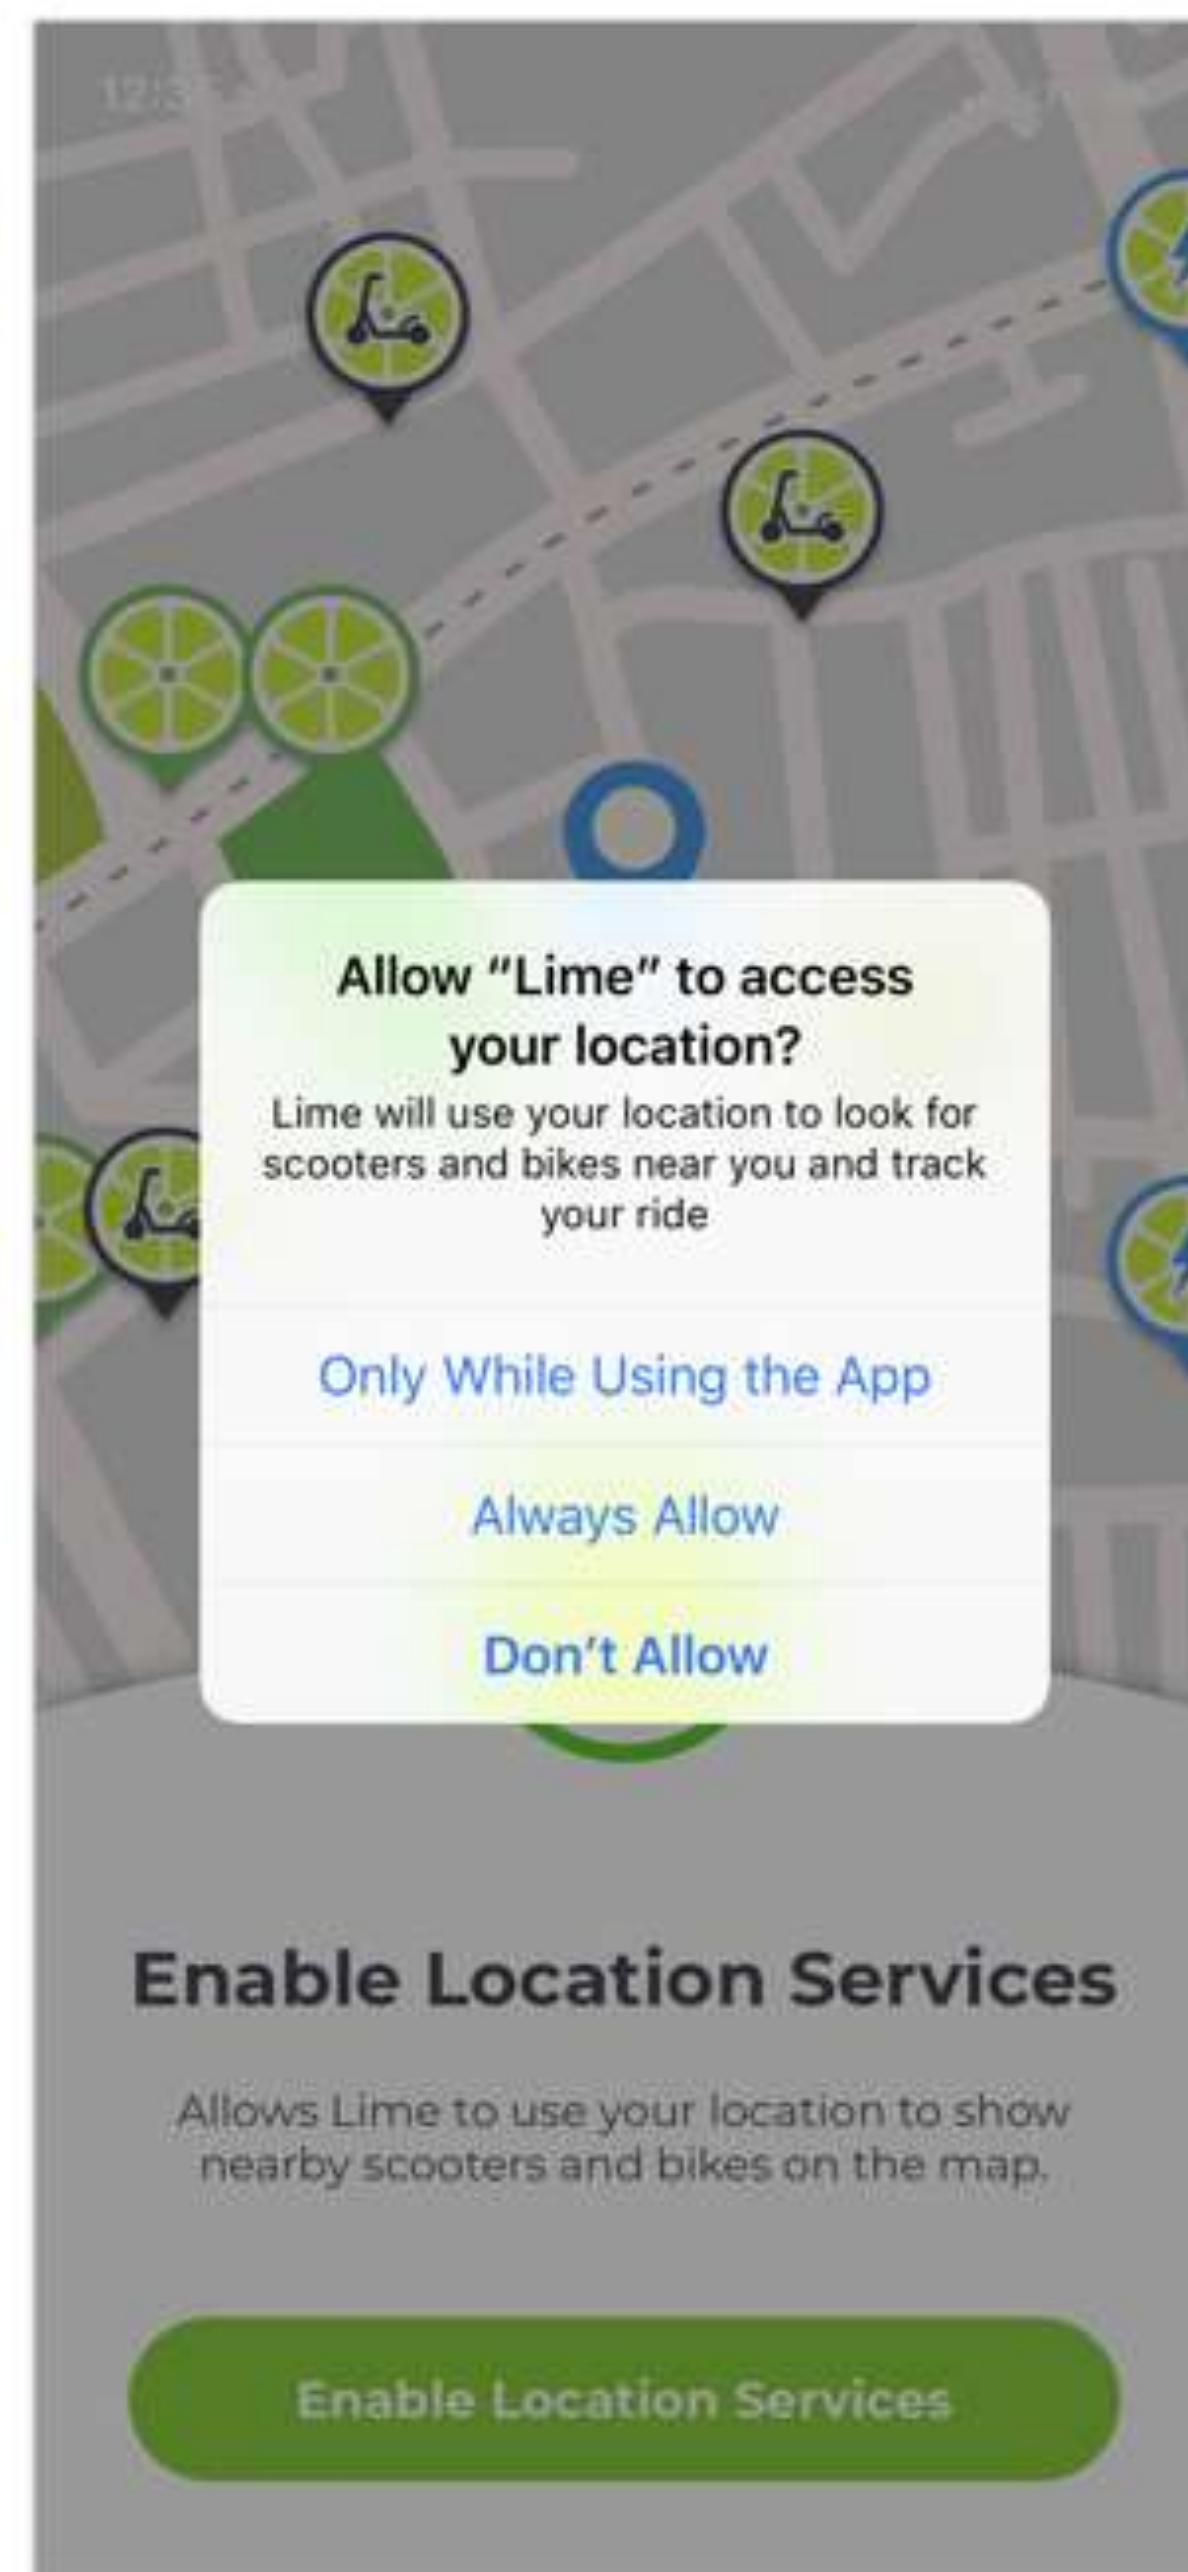 Allow “Lime” to access
your location?
Lime will use your location to look for
scooters and bikes near you and track
your ride
Only While Using the App
Always Allow
Don’t Allow
Enable Location Services
Allows Lime to use your location to show
nearby scooters and bikes on the map.
Enable Location Services